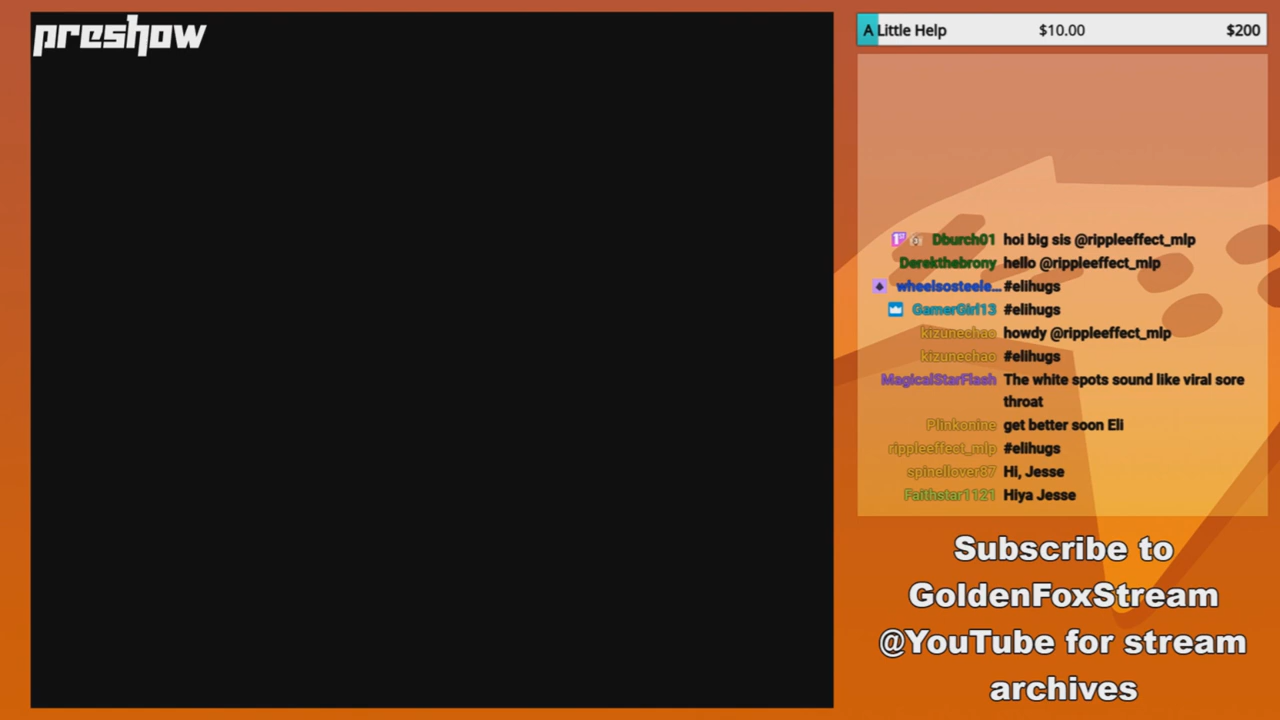 preshow
A Little Help $10.00 $200
Dburch01 hoi big sis @rippleeffect_mlp
Derekthebrony hello @rippleeffect_mlp
wheelsosteele... #elihugs
GamerGirl13 #elihugs
kizunechao howdy @rippleeffect_mlp
kizunechao #elihugs
MagicalStarFlash The white spots sound like viral sore
throat
Plinkonine get better soon Eli
rippleeffect_mlp #elihugs
spinellover87 Hi, Jesse
Faithstar1121 Hiya Jesse
Subscribe to
GoldenFoxStream
@YouTube for stream
archives